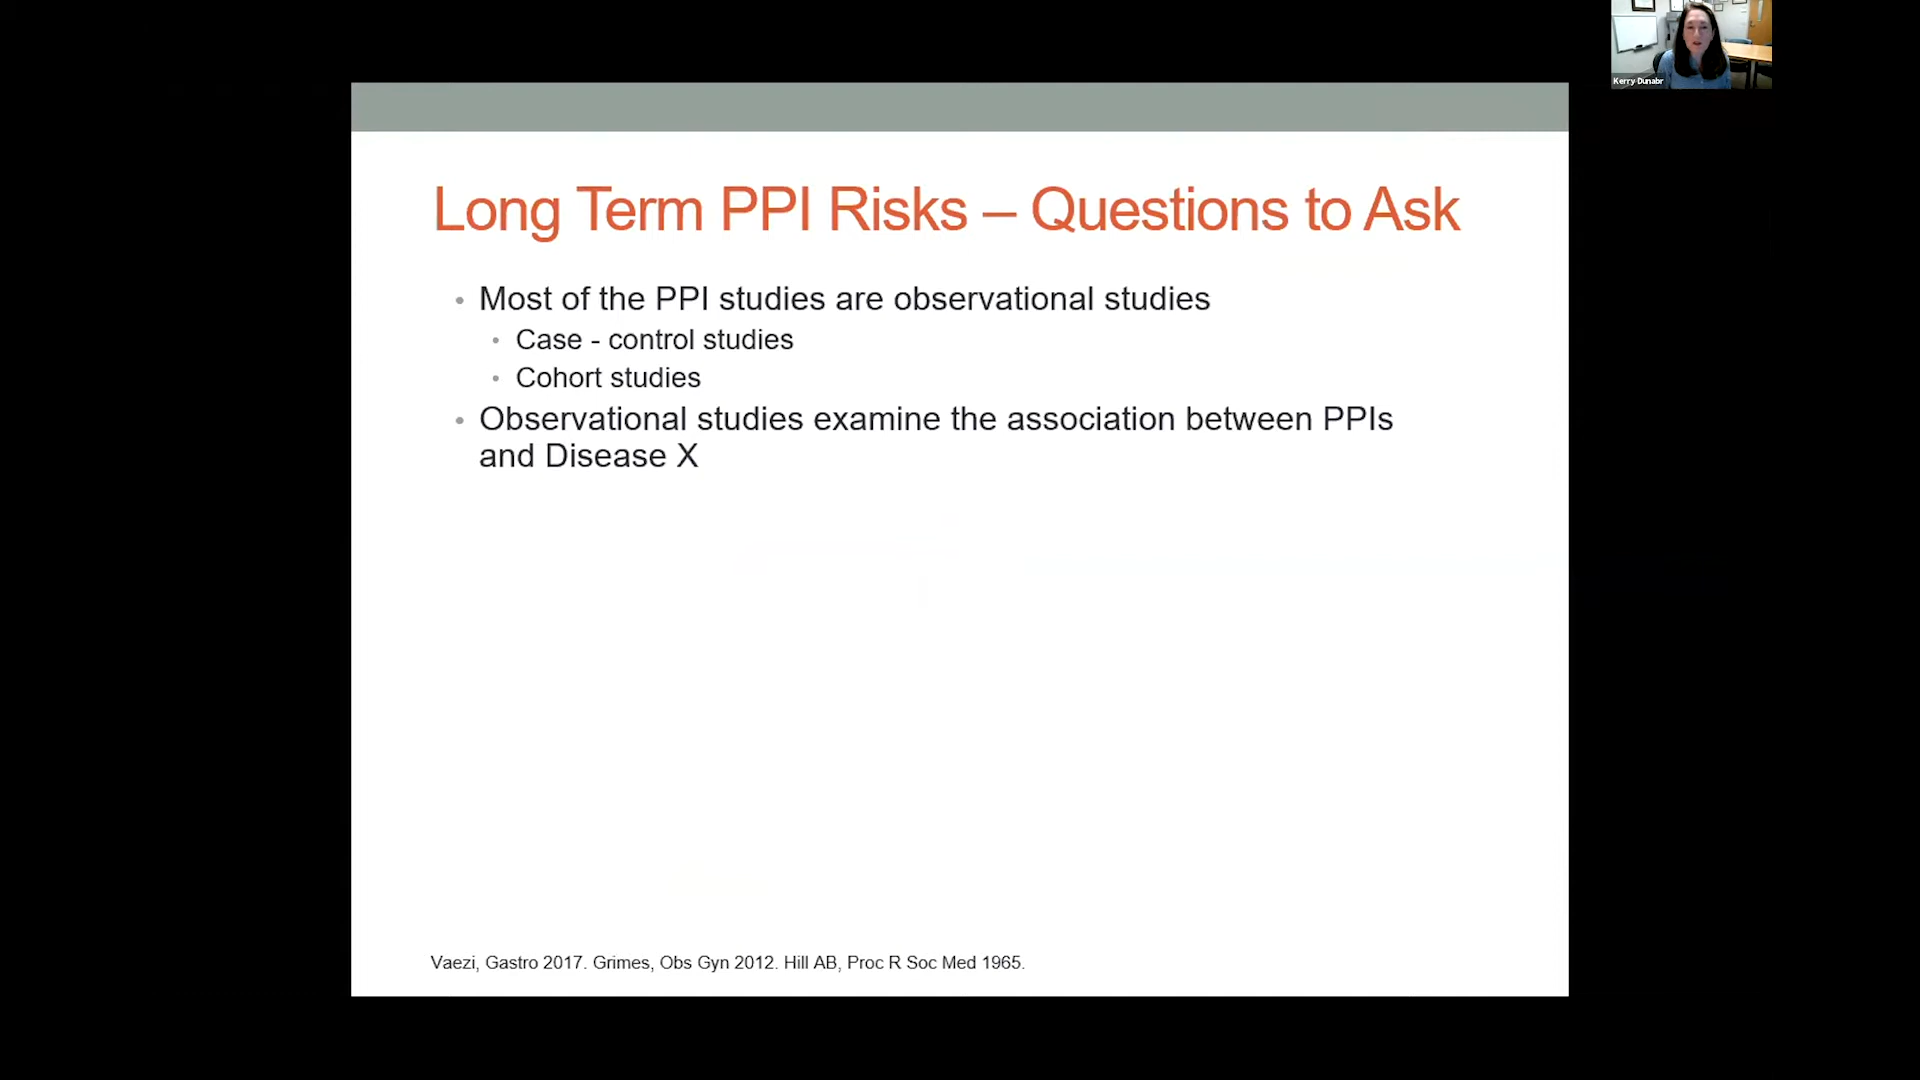 Kerry Dunabr
Long Term PPI Risks – Questions to Ask
• Most of the PPI studies are observational studies
• Case - control studies
• Cohort studies
• Observational studies examine the association between PPIs
and Disease X
Vaezi, Gastro 2017. Grimes, Obs Gyn 2012. Hill AB, Proc R Soc Med 1965.